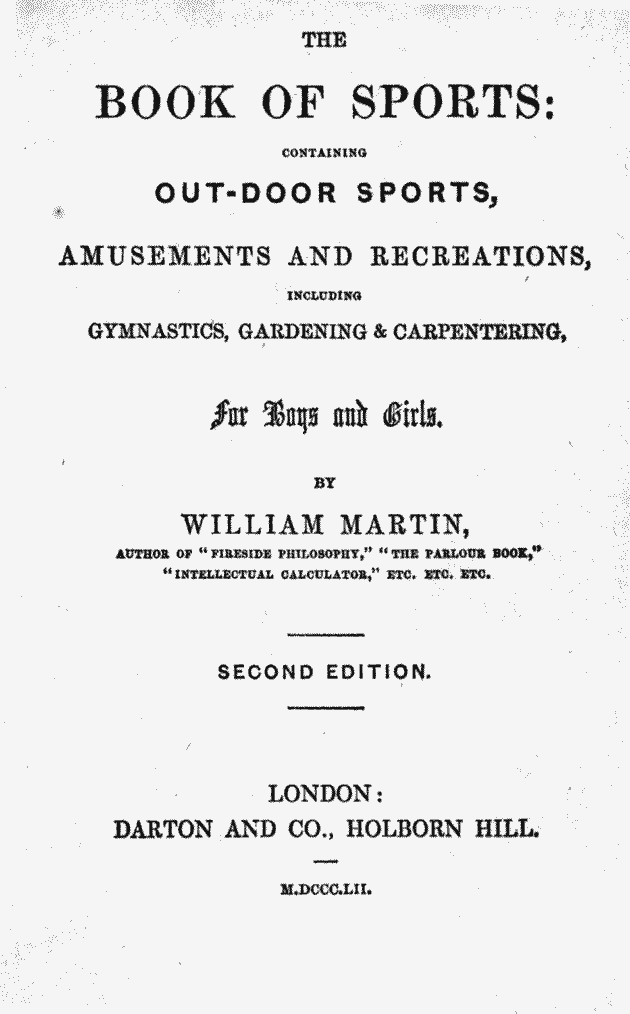 THE
BOOK OF SPORTS:
CONTAINING
OUT-DOOR SPORTS,
AMUSEMENTS AND RECREATIONS,
INCLUDING
GYMNASTICS, GARDENING & CARPENTERING,
For Boys and Girls.
BY
WILLIAM MARTIN,
AUTHOR OF "FIRESIDE PHILOSOPHY," "THE PARLOUR BOOK,"
"INTELLECTUAL CALCULATOR," ETC. ETC. ETC.
SECOND EDITION.
LONDON:
DARTON AND CO., HOLBORN HILL.
M.DCCC.LII.